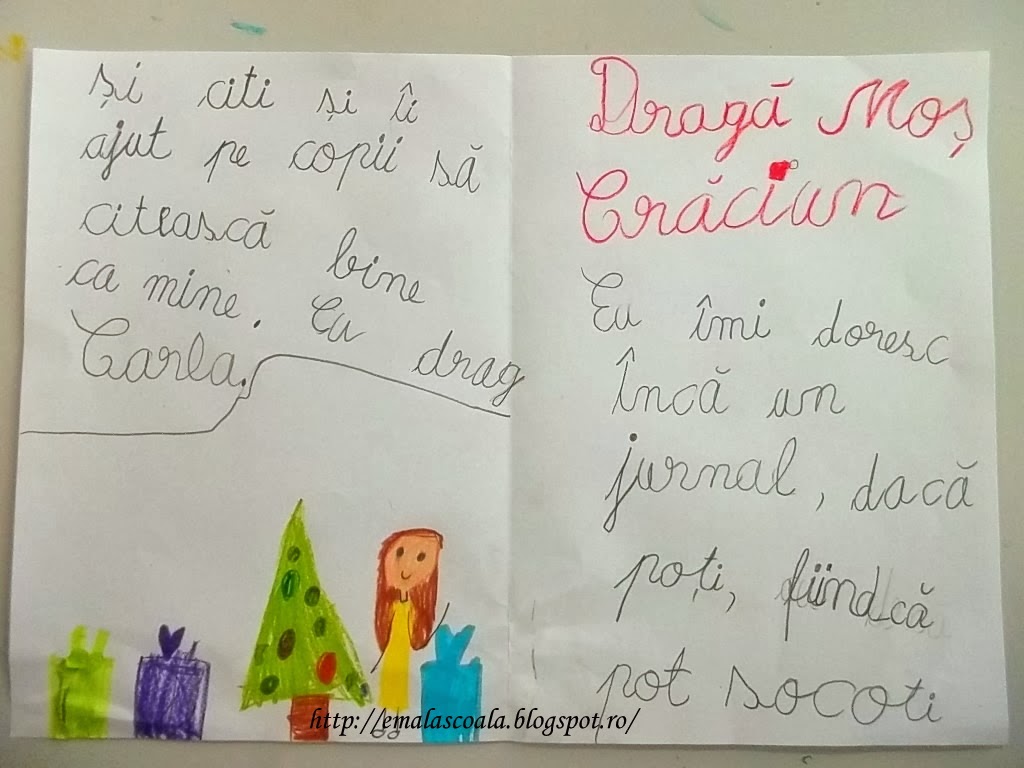 Dragă Moș
Crăciun
Eu îmi doresc
încă un
jurnal, dacă
poți, fiindcă
pot socoti
și citi și îi
ajut pe copii să
citească bine
ca mine. Cu drag
Carla.
http://emalascoala.blogspot.ro/